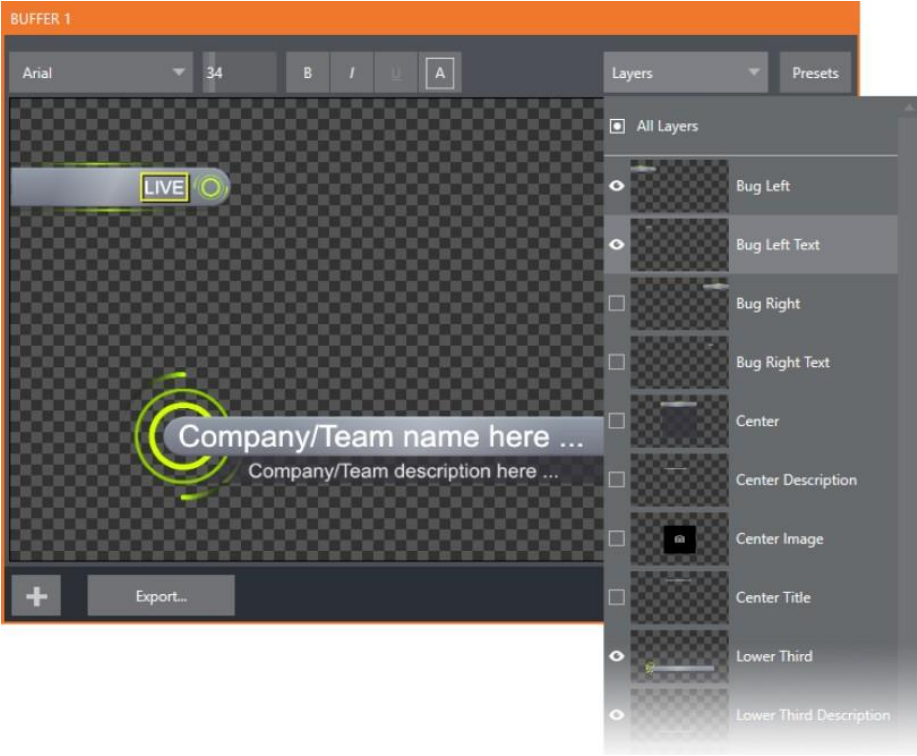 BUFFER 1
Arial
34
B
I
U
A
Layers
Presets
All Layers
LIVE
Bug Left
Bug Left Text
Bug Right
Bug Right Text
Center
Company/Team name here ...
Company/Team description here ...
Center Description
Center Image
Export...
Center Title
Lower Third
Lower Third Description